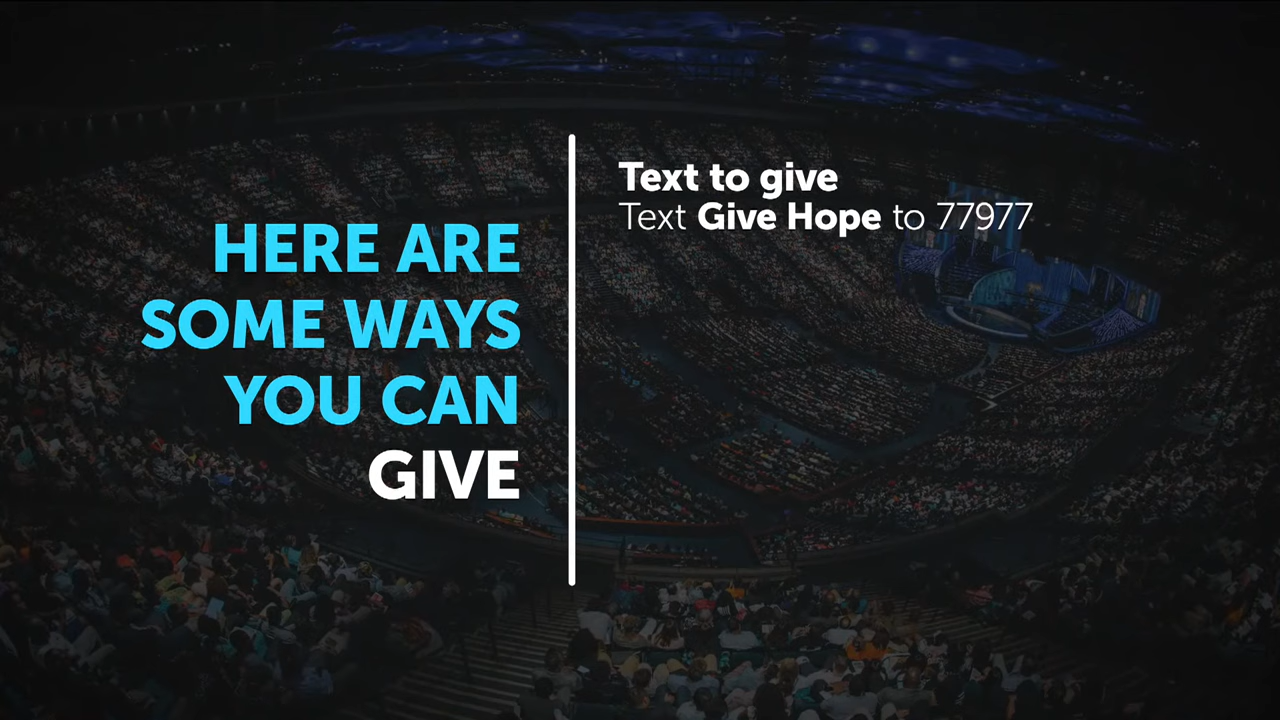 HERE ARE
SOME WAYS
YOU CAN
GIVE
Text to give
Text Give Hope to 77977